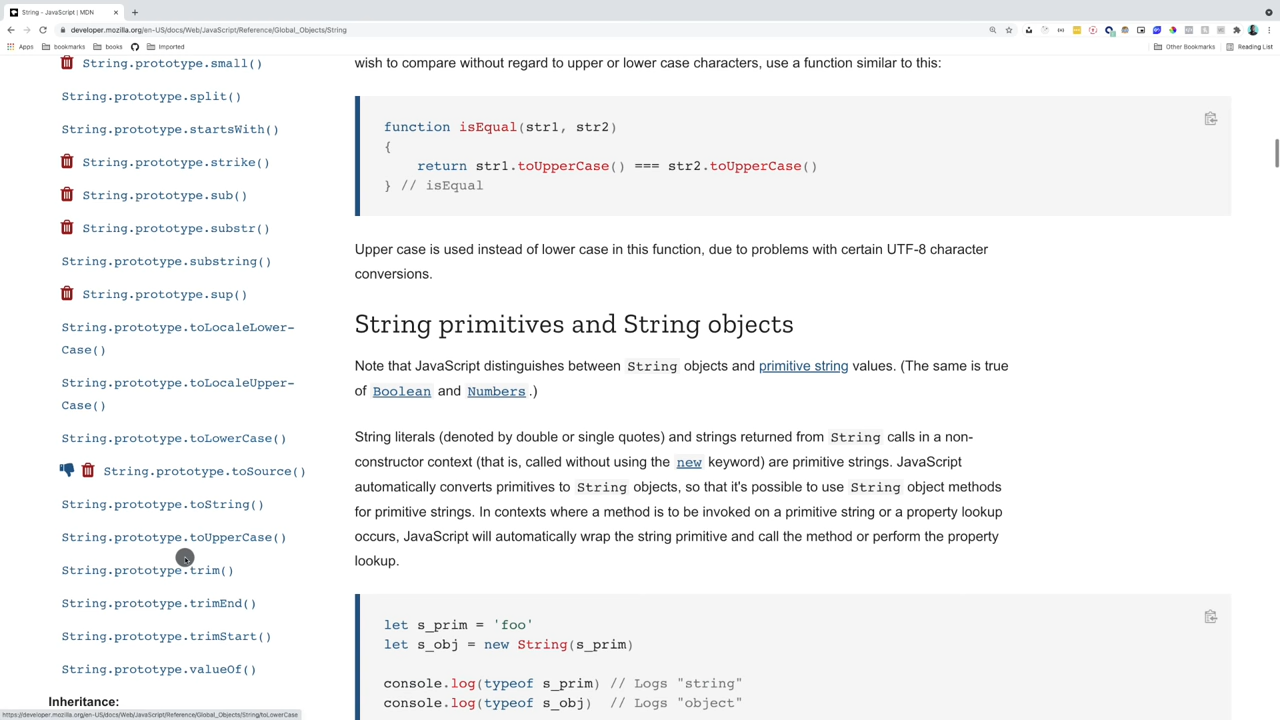 String - JavaScript | MDN
developer.mozilla.org/en-US/docs/Web/JavaScript/Reference/Global_Objects/String
Apps
bookmarks
books
Imported
Other Bookmarks
Reading List
String.prototype.small()
String.prototype.split()
String.prototype.startsWith()
String.prototype.strike()
String.prototype.sub()
String.prototype.substr()
String.prototype.substring()
String.prototype.sup()
String.prototype.toLocaleLower-
Case()
String.prototype.toLocaleUpper-
Case()
String.prototype.toLowerCase()
String.prototype.toSource()
String.prototype.toString()
String.prototype.toUpperCase()
String.prototype.trim()
String.prototype.trimEnd()
String.prototype.trimStart()
String.prototype.valueOf()
Inheritance:
wish to compare without regard to upper or lower case characters, use a function similar to this:
function isEqual(str1, str2)
{
return str1.toUpperCase() === str2.toUpperCase()
} // isEqual
Upper case is used instead of lower case in this function, due to problems with certain UTF-8 character
conversions.
String primitives and String objects
Note that JavaScript distinguishes between String objects and primitive string values. (The same is true
of Boolean and Numbers.)
String literals (denoted by double or single quotes) and strings returned from String calls in a non-
constructor context (that is, called without using the new keyword) are primitive strings. JavaScript
automatically converts primitives to String objects, so that it's possible to use String object methods
for primitive strings. In contexts where a method is to be invoked on a primitive string or a property lookup
occurs, JavaScript will automatically wrap the string primitive and call the method or perform the property
lookup.
let s_prim = 'foo'
let s_obj = new String(s_prim)
console.log(typeof s_prim) // Logs "string"
console.log(typeof s_obj)  // Logs "object"
https://developer.mozilla.org/en-US/docs/Web/JavaScript/Reference/Global_Objects/String/toLowerCase